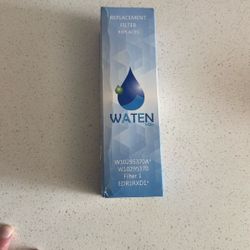 REPLACEMENT
FILTER
WATEN
W10295370A*
W10295370
Filter 1
EDR1RXD1*